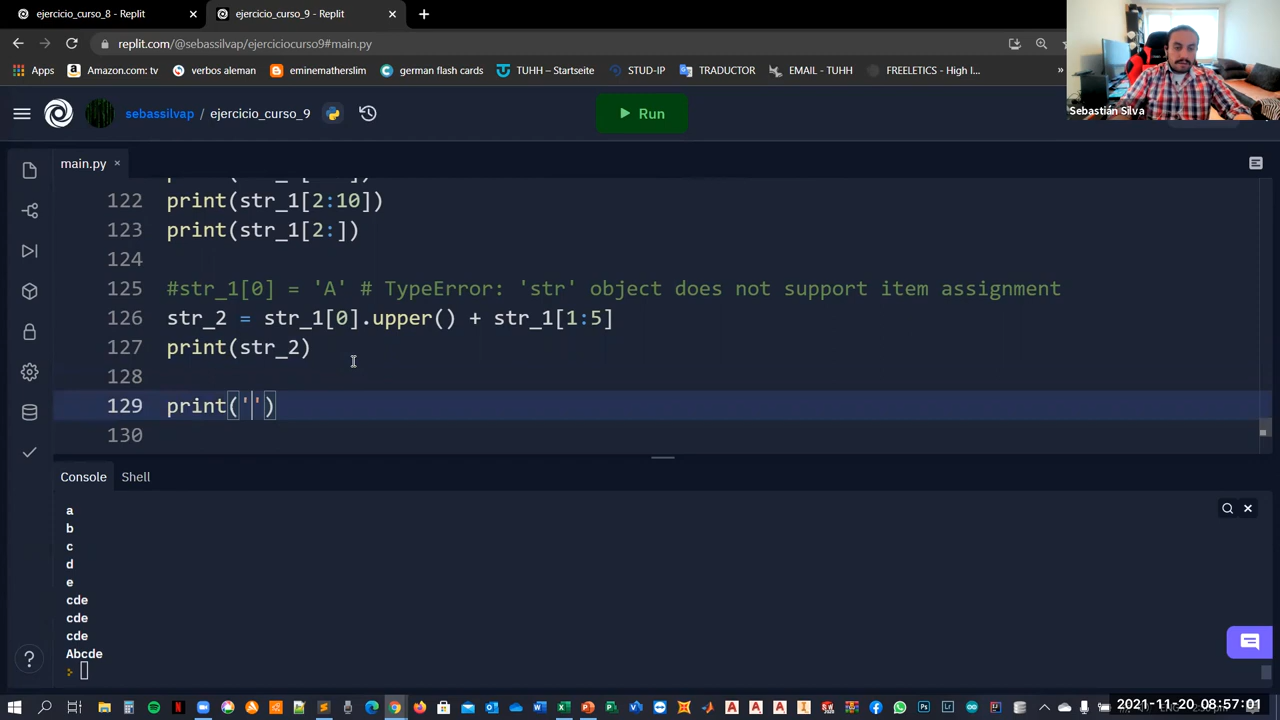 ejercicio_curso_8 - Replit
ejercicio_curso_9 - Replit
replit.com/@sebassilvap/ejerciciocurso9#main.py
Apps
Amazon.com: tv
verbos aleman
eminematherslim
german 1
TUHH – Startseite
STUD-IP
TRADUCTOR
EMAIL - TUHH
FREELETICS - High I...
Sebastián Silva
sebassilvap / ejercicio_curso_9
Run
main.py
122 print(str_1[2:10])
123 print(str_1[2:])
124
125 #str_1[0] = 'A' # TypeError: 'str' object does not support item assignment
126 str_2 = str_1[0].upper() + str_1[1:5]
127 print(str_2)
128
129 print('')
130
Console
Shell
a
b
c
d
e
cde
cde
cde
Abcde
2021-11-20 08:57:01